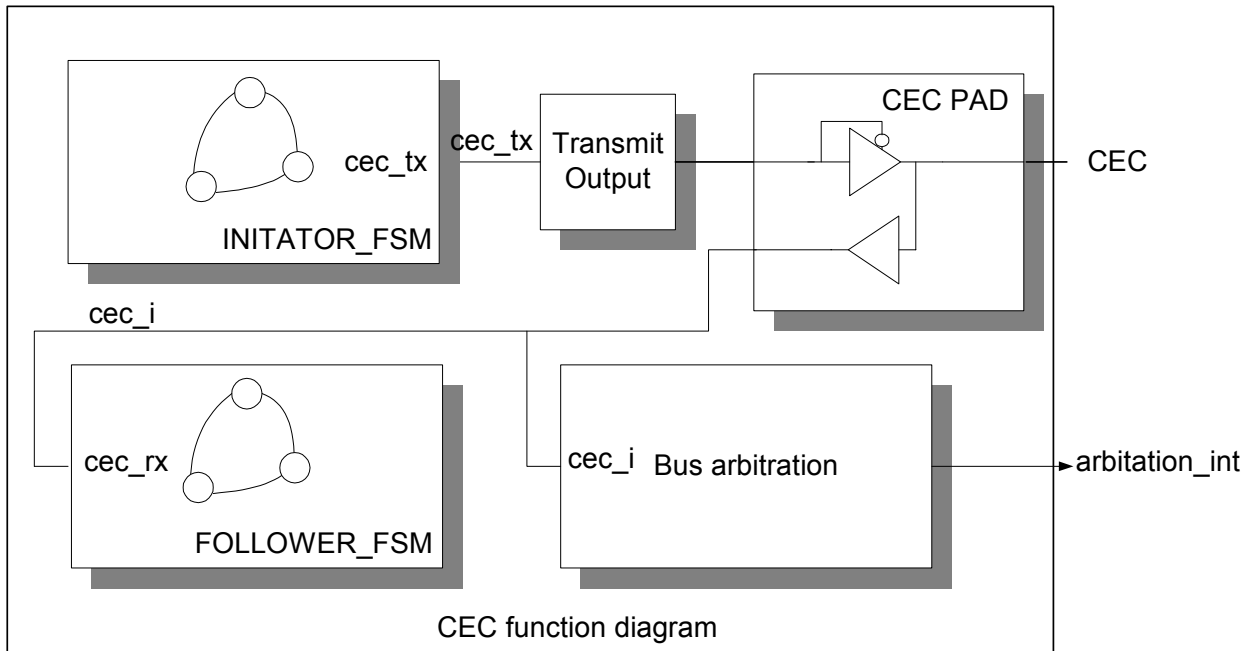 CEC PAD
cec_tx
Transmit
Output
cec_tx
CEC
INITATOR_FSM
cec_i
cec_rx
cec_i
Bus arbitration
arbitation_int
FOLLOWER_FSM
CEC function diagram